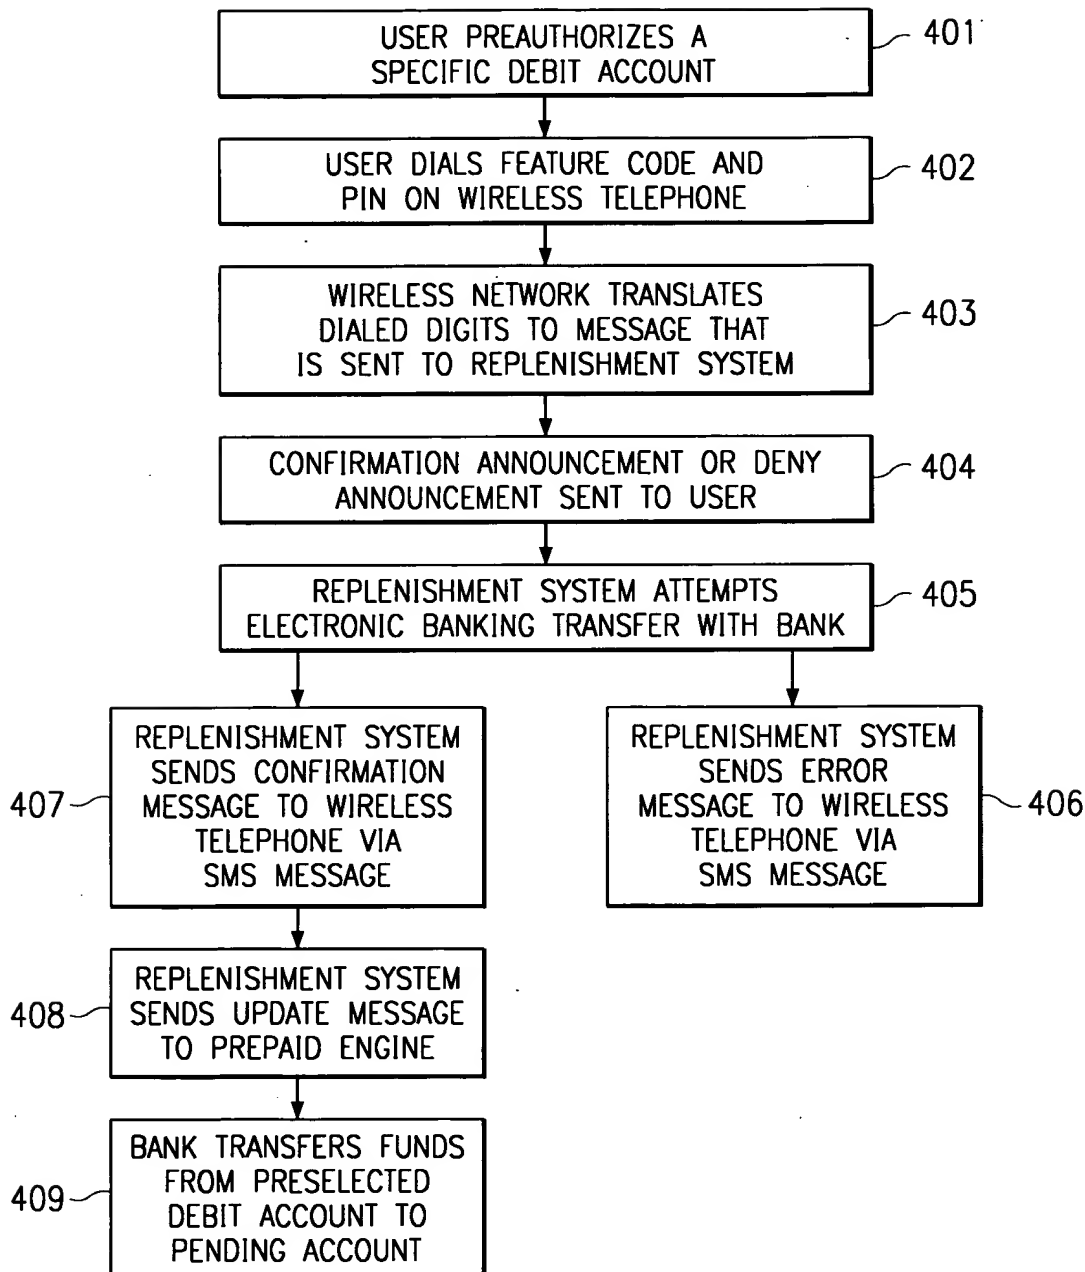 USER PREAUTHORIZES A
SPECIFIC DEBIT ACCOUNT
401
USER DIALS FEATURE CODE AND
PIN ON WIRELESS TELEPHONE
402
WIRELESS NETWORK TRANSLATES
DIALED DIGITS TO MESSAGE THAT
IS SENT TO REPLENISHMENT SYSTEM
403
CONFIRMATION ANNOUNCEMENT OR DENY
ANNOUNCEMENT SENT TO USER
404
REPLENISHMENT SYSTEM ATTEMPTS
ELECTRONIC BANKING TRANSFER WITH BANK
405
407
REPLENISHMENT SYSTEM
SENDS CONFIRMATION
MESSAGE TO WIRELESS
TELEPHONE VIA
SMS MESSAGE
REPLENISHMENT SYSTEM
SENDS ERROR
MESSAGE TO WIRELESS
TELEPHONE VIA
SMS MESSAGE
406
408
REPLENISHMENT SYSTEM
SENDS UPDATE MESSAGE
TO PREPAID ENGINE
409
BANK TRANSFERS FUNDS
FROM PRESELECTED
DEBIT ACCOUNT TO
PENDING ACCOUNT